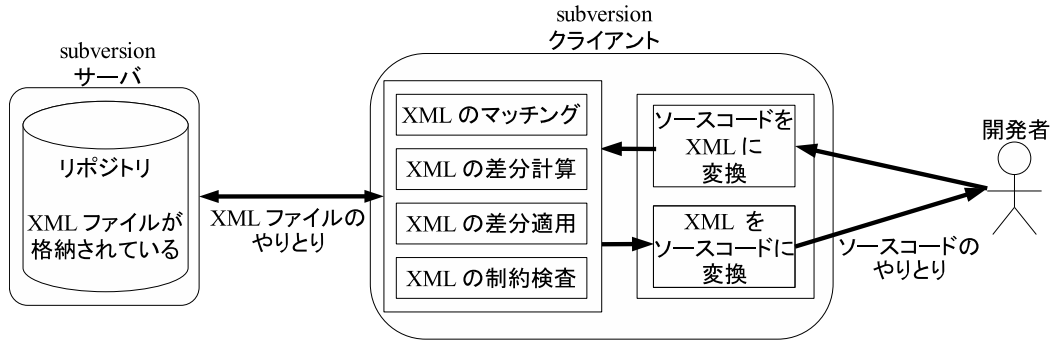 subversion
サーバ
リポジトリ
XML ファイルが
格納されている
XML ファイルの
やりとり
subversion
クライアント
XML のマッチング
XML の差分計算
XML の差分適用
XML の制約検査
ソースコードを
XML に
変換
XML を
ソースコードに
変換
開発者
ソースコードの
やりとり